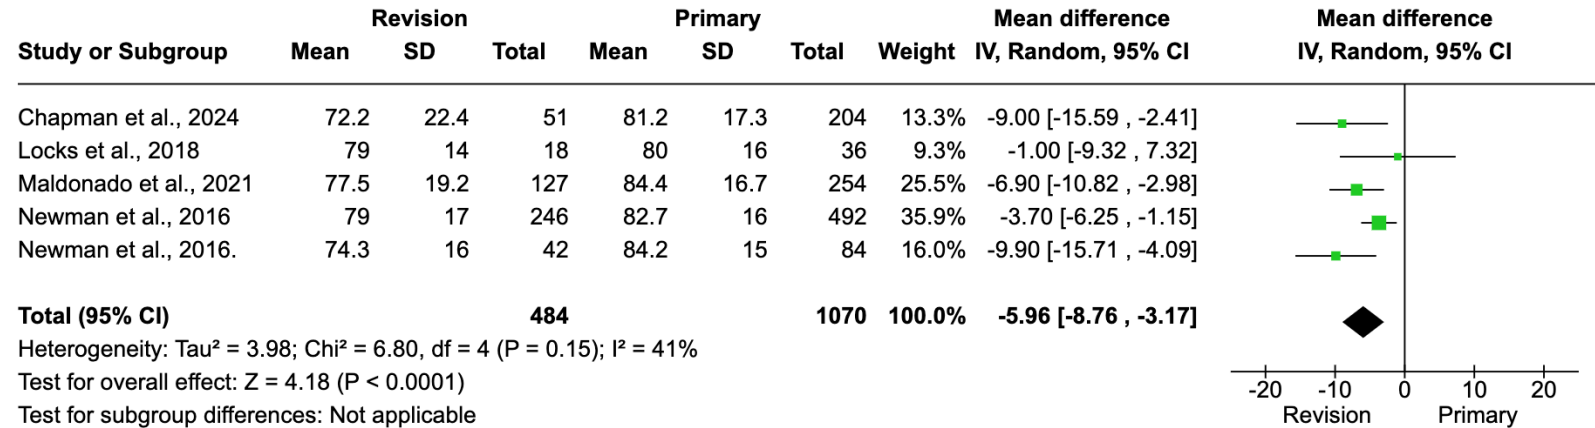 Revision Primary Mean difference Mean difference
Study or Subgroup Mean SD Total Mean SD Total Weight IV, Random, 95% CI IV, Random, 95% CI
Chapman et al., 2024 72.2 22.4 51 81.2 17.3 204 13.3% -9.00 [-15.59 , -2.41]
Locks et al., 2018 79 14 18 80 16 36 9.3% -1.00 [-9.32 , 7.32]
Maldonado et al., 2021 77.5 19.2 127 84.4 16.7 254 25.5% -6.90 [-10.82 , -2.98]
Newman et al., 2016 79 17 246 82.7 16 492 35.9% -3.70 [-6.25 , -1.15]
Newman et al., 2016. 74.3 16 42 84.2 15 84 16.0% -9.90 [-15.71 , -4.09]
Total (95% CI) 484 1070 100.0% -5.96 [-8.76 , -3.17]
Heterogeneity: Tau² = 3.98; Chi² = 6.80, df = 4 (P = 0.15); I² = 41%
Test for overall effect: Z = 4.18 (P < 0.0001)
Test for subgroup differences: Not applicable
-20 -10 0 10 20
Revision Primary